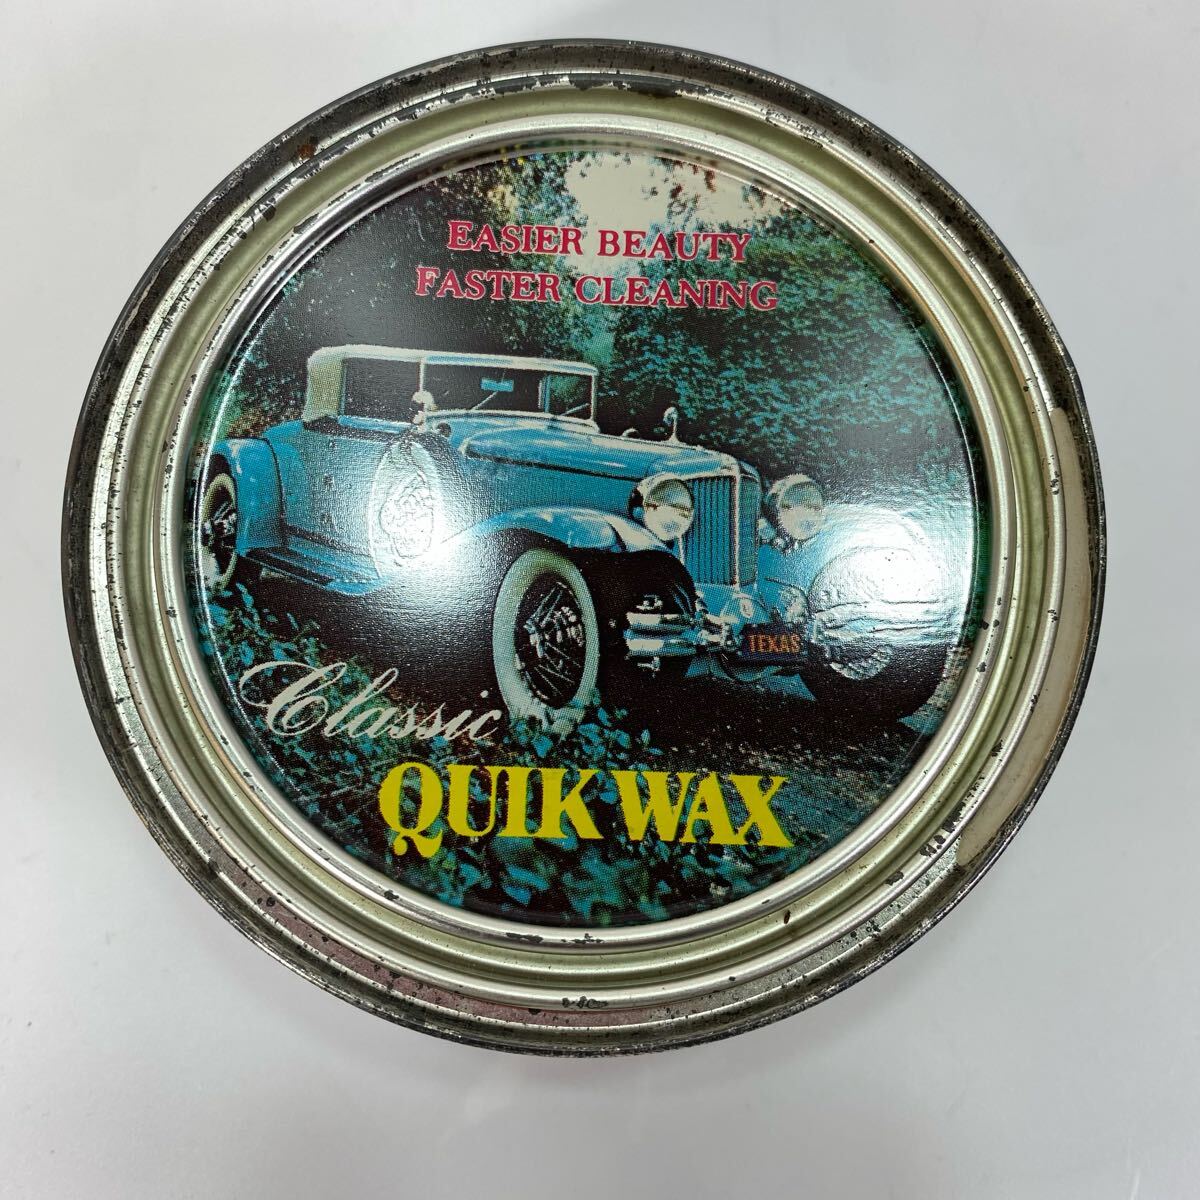 EASIER BEAUTY
FASTER CLEANING
TEXAS
Classic
QUIK WAX